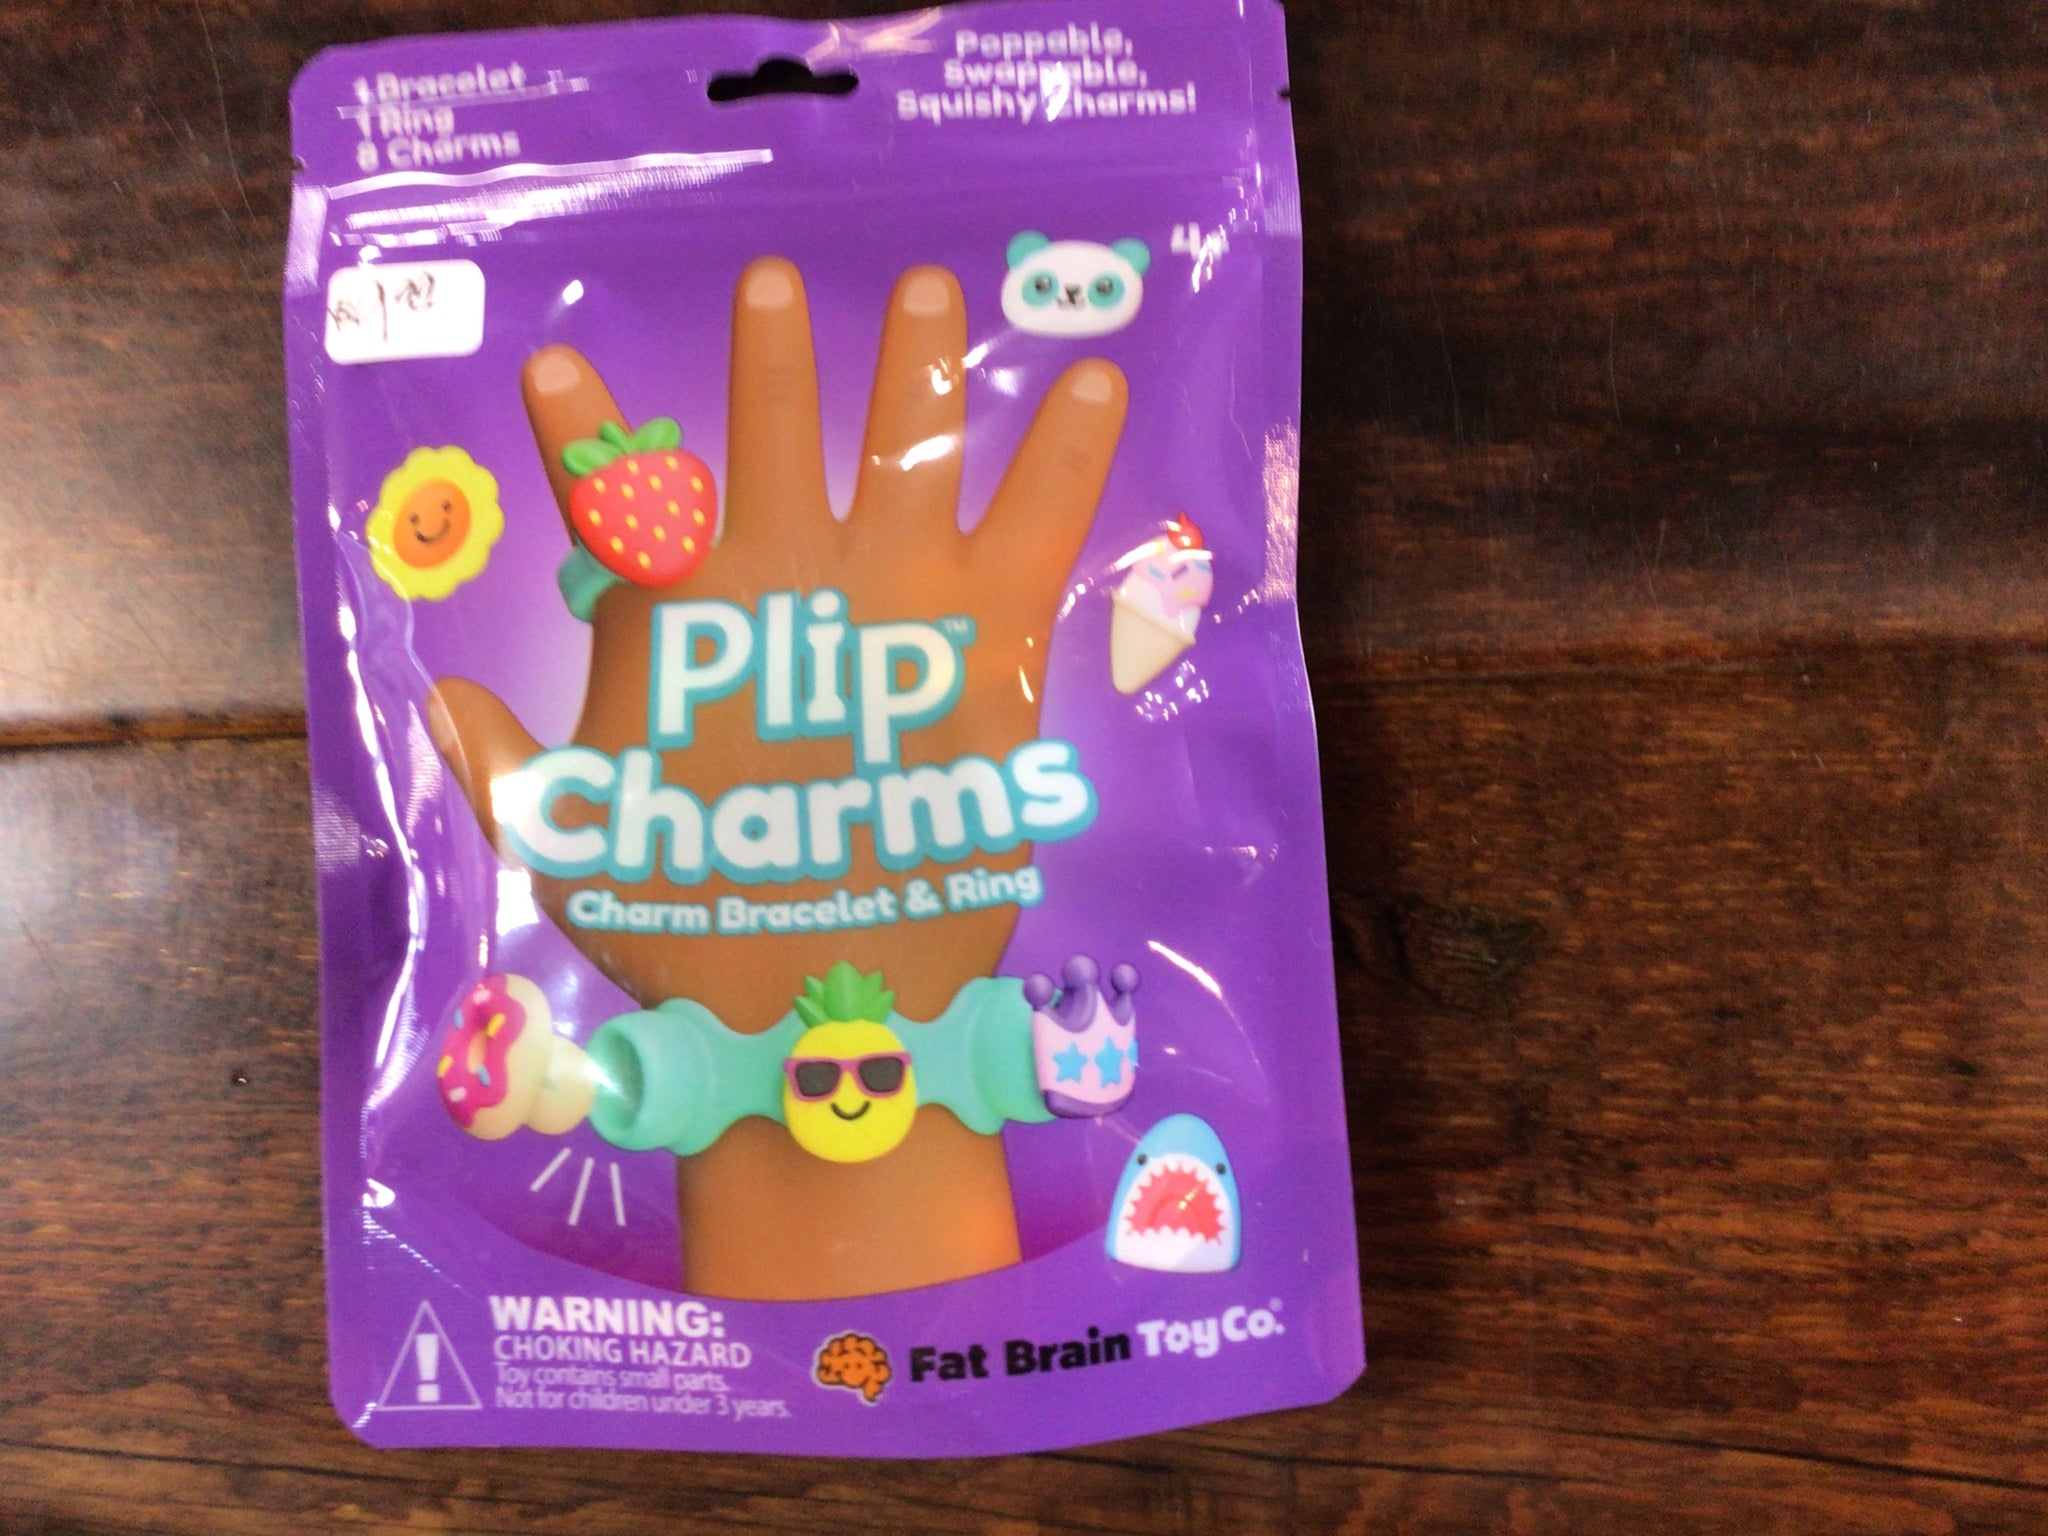 1 Bracelet
1 Ring
8 Charms
Poppable,
Swappable,
Squishy Charms!
4+
Plip™
Charms
Charm Bracelet & Ring
WARNING:
CHOKING HAZARD
Toy contains small parts.
Not for children under 3 years.
Fat Brain Toy Co.®